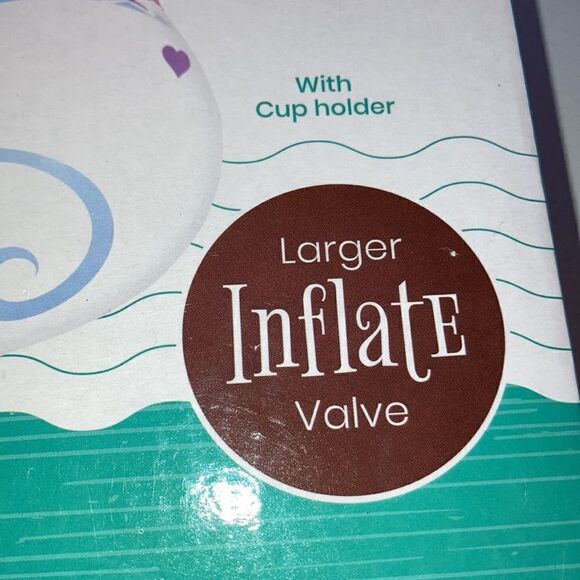 With
Cup holder
Larger
InflatE
Valve